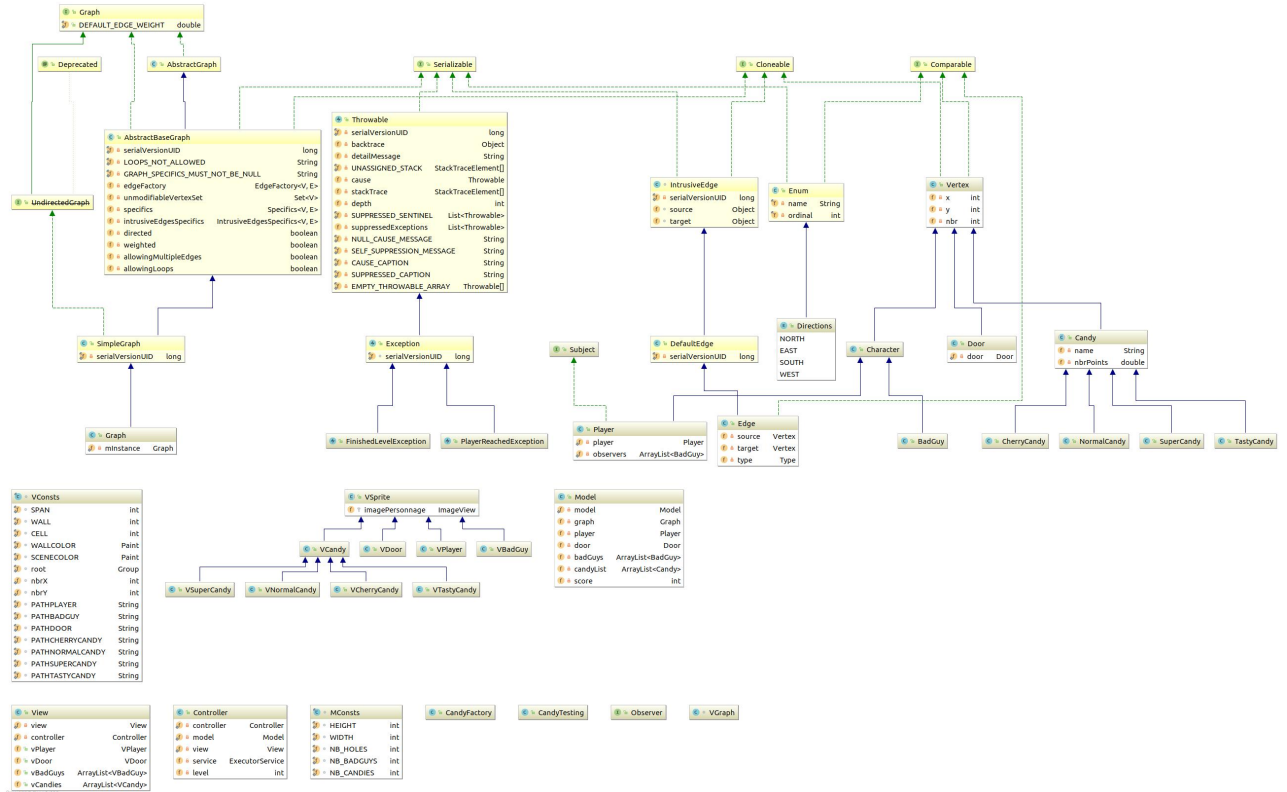 Graph
DEFAULT_EDGE_WEIGHT double
Deprecated
AbstractGraph
Serializable
Cloneable
Comparable
UndirectedGraph
AbstractBaseGraph
serialVersionUID long
LOOPS_NOT_ALLOWED String
GRAPH_SPECIFICS_MUST_NOT_BE_NULL String
edgeFactory EdgeFactory<V, E>
unmodifiableVertexSet Set<V>
specifics Specifics<V, E>
intrusiveEdgesSpecifics IntrusiveEdgesSpecifics<V, E>
directed boolean
weighted boolean
allowingMultipleEdges boolean
allowingLoops boolean
Throwable
serialVersionUID long
backtrace Object
detailMessage String
UNASSIGNED_STACK StackTraceElement[]
cause Throwable
stackTrace StackTraceElement[]
depth int
SUPPRESSED_SENTINEL List<Throwable>
suppressedExceptions List<Throwable>
NULL_CAUSE_MESSAGE String
SELF_SUPPRESSION_MESSAGE String
CAUSE_CAPTION String
SUPPRESSED_CAPTION String
EMPTY_THROWABLE_ARRAY Throwable[]
IntrusiveEdge
serialVersionUID long
source Object
target Object
Enum
name String
ordinal int
Vertex
x int
y int
nbr int
SimpleGraph
serialVersionUID long
Exception
serialVersionUID long
Subject
DefaultEdge
serialVersionUID long
Directions
NORTH
EAST
SOUTH
WEST
Character
Door
door Door
Candy
name String
nbrPoints double
Graph
mInstance Graph
FinishedLevelException
PlayerReachedException
Player
player Player
observers ArrayList<BadGuy>
Edge
source Vertex
target Vertex
type Type
BadGuy
CherryCandy
NormalCandy
SuperCandy
TastyCandy
VConsts
SPAN int
WALL int
CELL int
WALLCOLOR Paint
SCENECOLOR Paint
root Group
nbrX int
nbrY int
PATHPLAYER String
PATHBADGUY String
PATHDOOR String
PATHCHERRYCANDY String
PATHNORMALCANDY String
PATHSUPERCANDY String
PATHTASTYCANDY String
VSprite
imagePersonnage ImageView
VCandy
VDoor
VPlayer
VBadGuy
VSuperCandy
VNormalCandy
VCherryCandy
VTastyCandy
Model
model Model
graph Graph
player Player
door Door
badGuys ArrayList<BadGuy>
candyList ArrayList<Candy>
score int
View
view View
controller Controller
vPlayer VPlayer
vDoor VDoor
vBadGuys ArrayList<VBadGuy>
vCandies ArrayList<VCandy>
Controller
controller Controller
model Model
view View
service ExecutorService
level int
MConsts
HEIGHT int
WIDTH int
NB_HOLES int
NB_BADGUYS int
NB_CANDIES int
CandyFactory
CandyTesting
Observer
VGraph